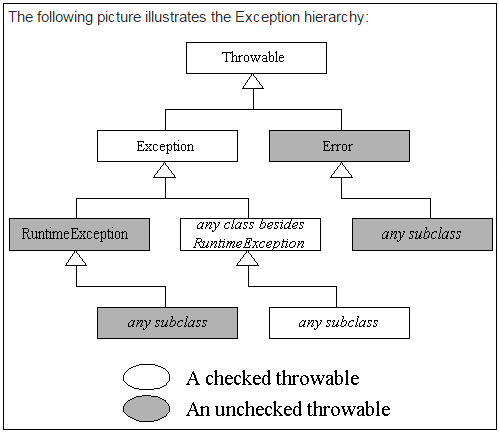 The following picture illustrates the Exception hierarchy:
Throwable
Exception
Error
RuntimeException
any class besides
RuntimeException
any subclass
any subclass
any subclass
A checked throwable
An unchecked throwable